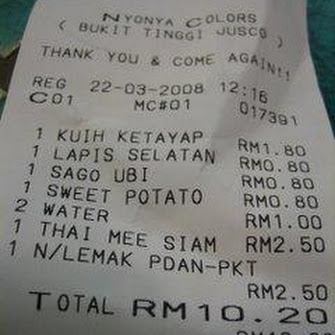 NYONYA COLORS
( BUKIT TINGGI JUSCO )
THANK YOU & COME AGAIN!!
REG 22-03-2008 12:16
C01 MC#01 017391
1 KUIH KETAYAP RM1.80
1 LAPIS SELATAN RM0.80
1 SAGO UBI RM0.80
1 SWEET POTATO RM0.80
2 WATER RM1.00
1 THAI MEE SIAM RM2.50
1 N/LEMAK PDAN-PKT
RM2.50
TOTAL RM10.20